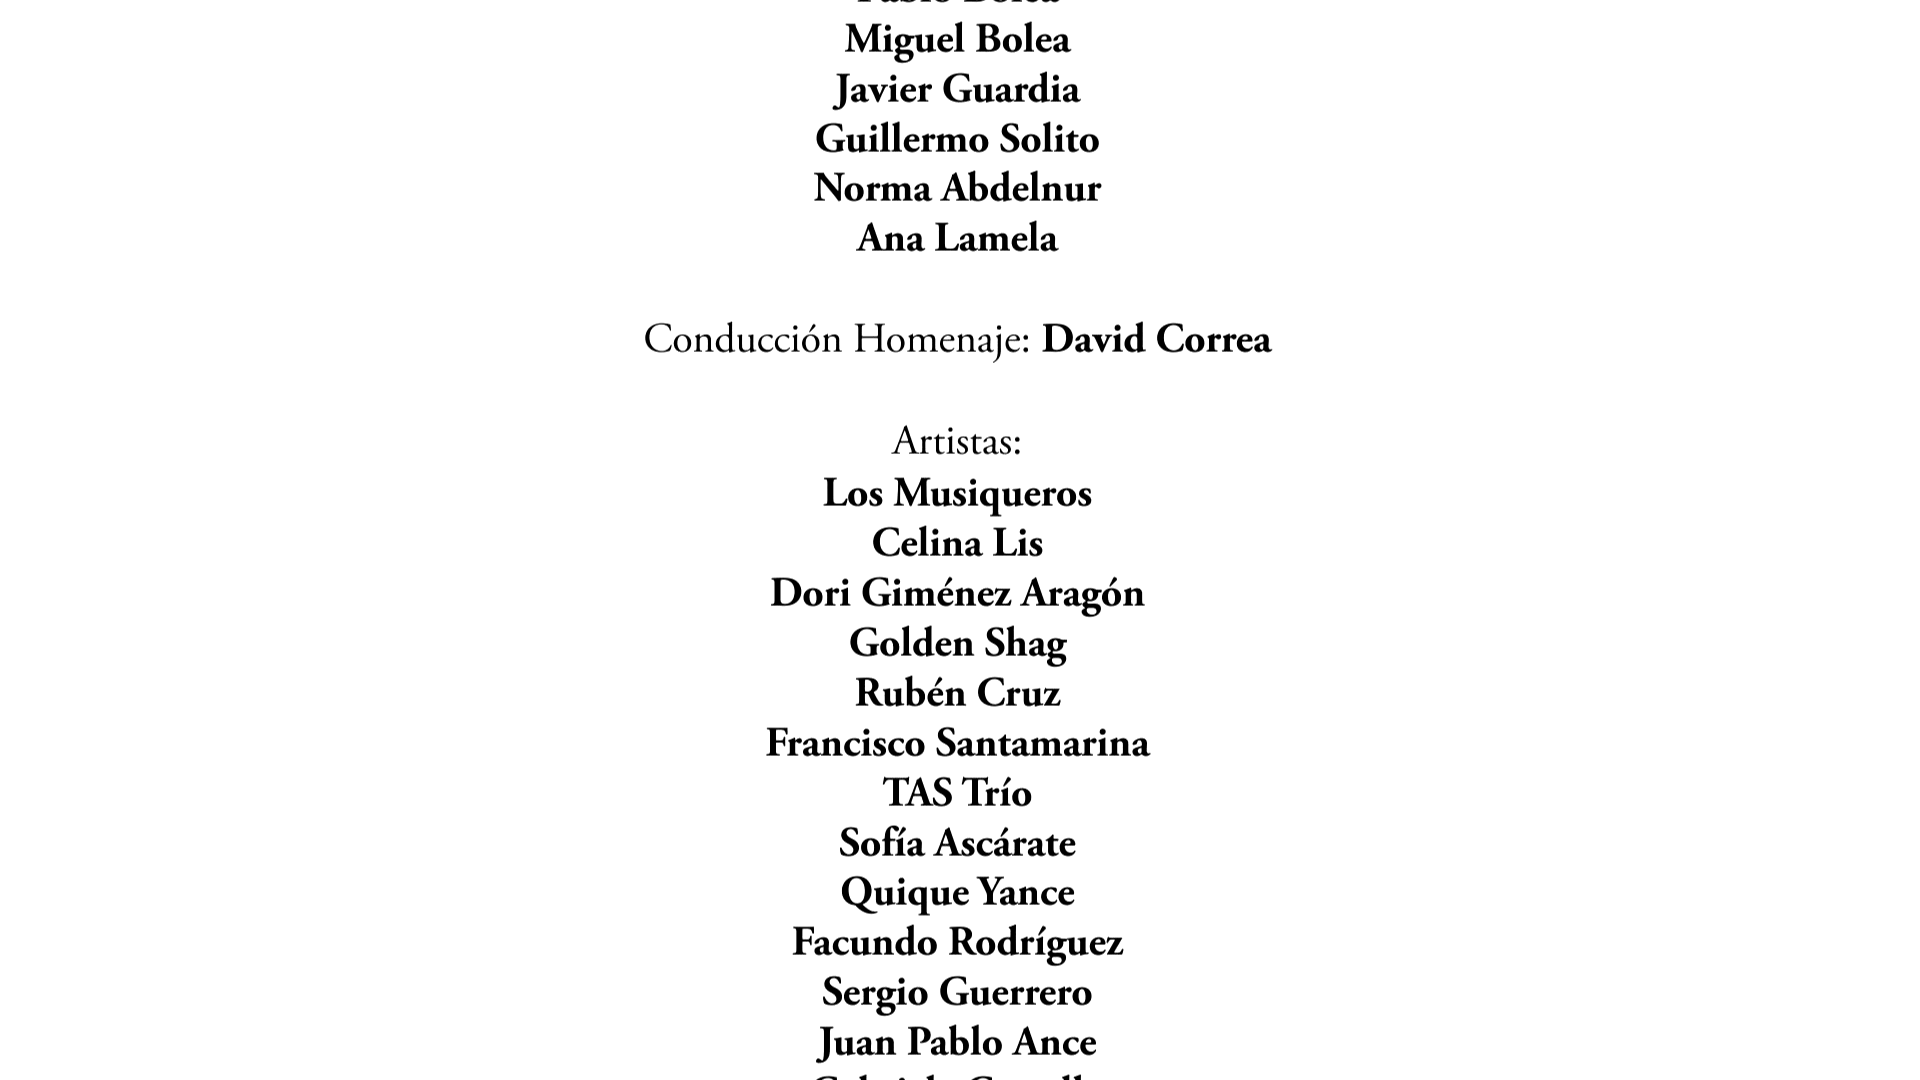 Miguel Bolea
Javier Guardia
Guillermo Solito
Norma Abdelnur
Ana Lamela
Conducción Homenaje: David Correa
Artistas:
Los Musiqueros
Celina Lis
Dori Giménez Aragón
Golden Shag
Rubén Cruz
Francisco Santamarina
TAS Trío
Sofía Ascárate
Quique Yance
Facundo Rodríguez
Sergio Guerrero
Juan Pablo Ance